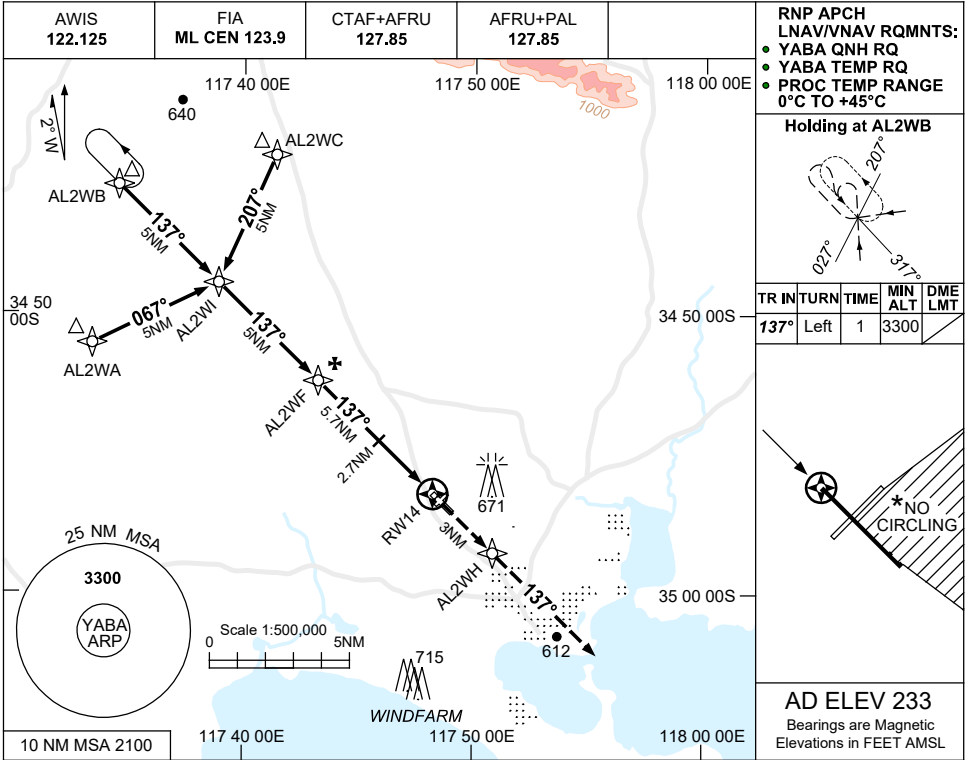 AWIS
122.125
FIA
ML CEN 123.9
CTAF+AFRU
127.85
AFRU+PAL
127.85
RNP APCH
LNAV/VNAV RQMNTS:
YABA QNH RQ
YABA TEMP RQ
PROC TEMP RANGE
0°C TO +45°C
117 40 00E
117 50 00E
118 00 00E
1000
640
2° W
AL2WC
AL2WB
207°
5NM
137°
5NM
AL2WI
067°
5NM
AL2WA
34 50
00S
34 50 00S
137°
5NM
AL2WF
137°
5.7NM
2.7NM
671
RW14
3NM
AL2WH
137°
35 00 00S
612
25 NM MSA
3300
YABA
ARP
Scale 1:500,000
0
5NM
715
WINDFARM
10 NM MSA 2100
117 40 00E
117 50 00E
118 00 00E
Holding at AL2WB
207°
027°
317°
TR IN
TURN
TIME
MIN
ALT
DME
LMT
137°
Left
1
3300
*NO
CIRCLING
AD ELEV 233
Bearings are Magnetic
Elevations in FEET AMSL